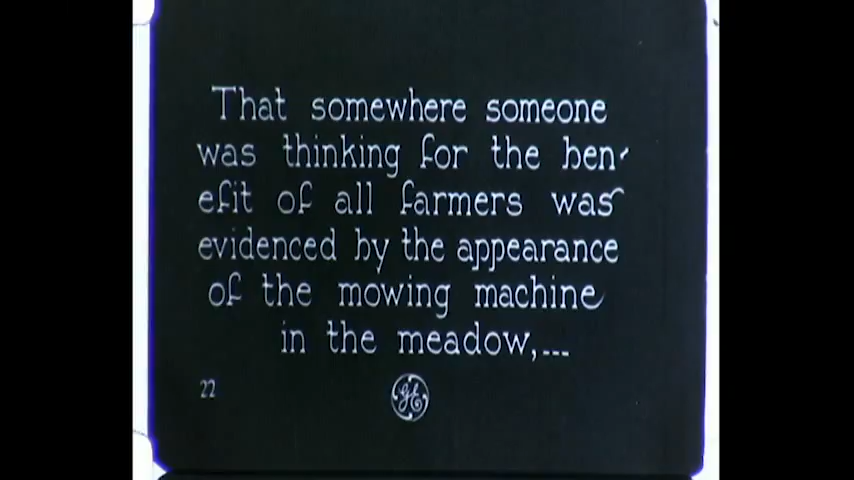 That somewhere someone
was thinking for the ben-
efit of all farmers was
evidenced by the appearance
of the mowing machine
in the meadow,---
22
GE